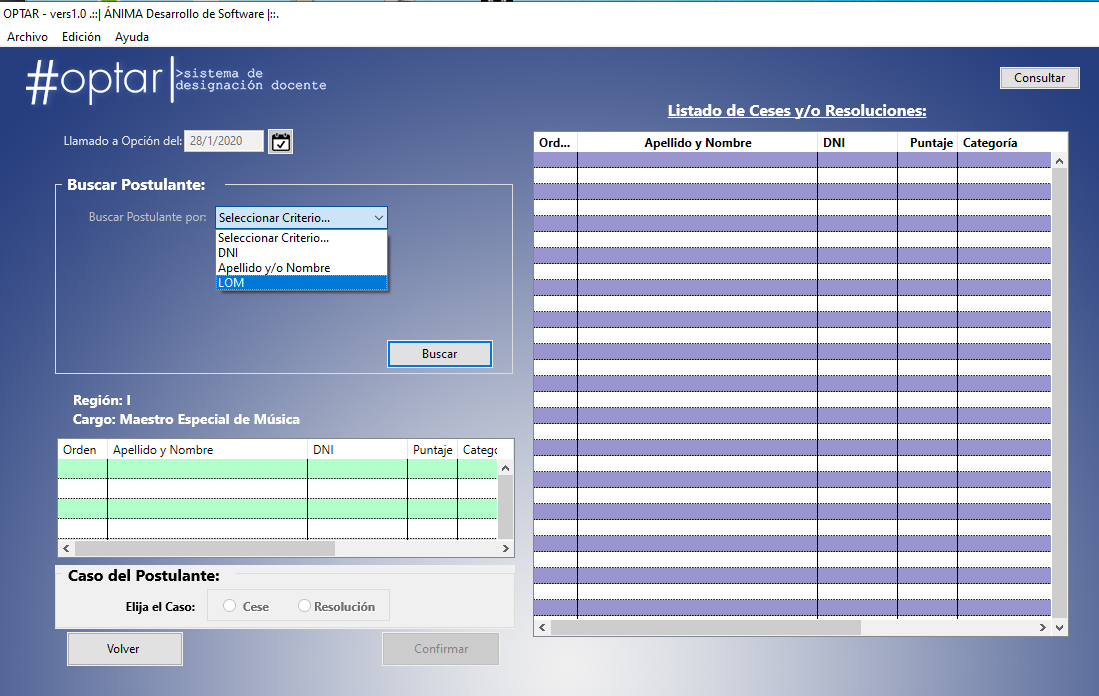 OPTAR - vers1.0 .::| ÁNIMA Desarrollo de Software |::.
Archivo Edición Ayuda
#optar
>sistema de
designación docente
Consultar
Listado de Ceses y/o Resoluciones:
Llamado a Opción del: 28/1/2020
Ord... Apellido y Nombre DNI Puntaje Categoría
Buscar Postulante:
Buscar Postulante por: Seleccionar Criterio...
Seleccionar Criterio...
DNI
Apellido y/o Nombre
LOM
Buscar
Región: I
Cargo: Maestro Especial de Música
Orden Apellido y Nombre DNI Puntaje Catego
Caso del Postulante:
Elija el Caso: Cese Resolución
Volver Confirmar